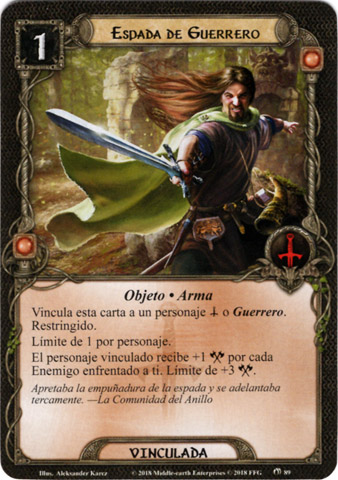 1
ESPADA DE GUERRERO
Objeto • Arma
Vincula esta carta a un personaje o Guerrero.
Restringido.
Límite de 1 por personaje.
El personaje vinculado recibe +1 por cada
Enemigo enfrentado a ti. Límite de +3 .
Apretaba la empuñadura de la espada y se adelantaba
tercamente. —La Comunidad del Anillo
VINCULADA
Illus. Aleksander Karcz © 2018 Middle-earth Enterprises © 2018 FFG 89